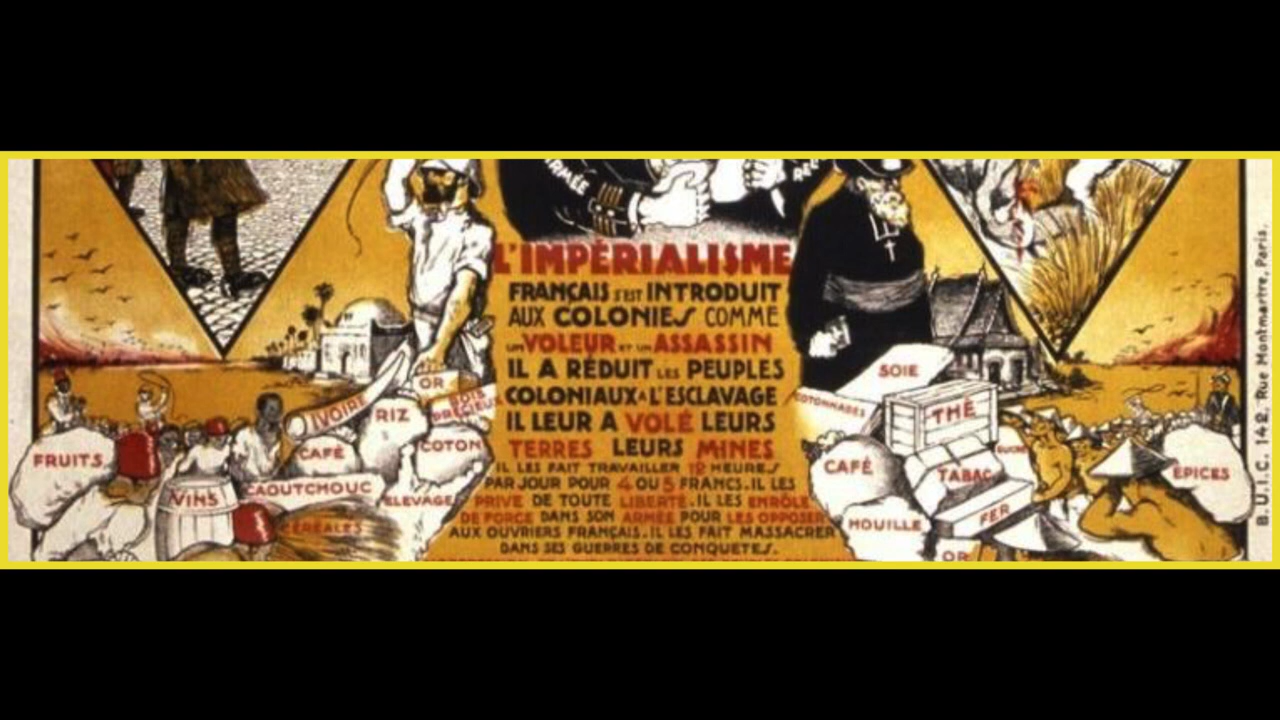 ARMÉE
L'IMPÉRIALISME
FRANÇAIS S'EST INTRODUIT
AUX COLONIES COMME
UN VOLEUR ET UN ASSASSIN
IL A RÉDUIT LES PEUPLES
COLONIAUX A L'ESCLAVAGE
IL LEUR A VOLÉ LEURS
TERRES LEURS MINES
IL LES FAIT TRAVAILLER 18 HEURES
PAR JOUR POUR 4 OU 5 FRANCS. IL LES
PRIVE DE TOUTE LIBERTÉ. IL LES ENRÔLE
DE FORCE DANS SON ARMÉE POUR LES OPPOSER
AUX OUVRIERS FRANÇAIS. IL LES FAIT MASSACRER
DANS SES GUERRES DE CONQUETES.
OR
BOIS
PRÉCIEUX
IVOIRE
RIZ
CAFÉ
COTON
FRUITS
VINS
CAOUTCHOUC
ELEVAGE
CÉRÉALES
SOIE
COTONNADES
THÉ
CAFÉ
SUCRE
TABAC
ÉPICES
HOUILLE
FER
OR
B.U.I.C. 142, Rue Montmartre, Paris.